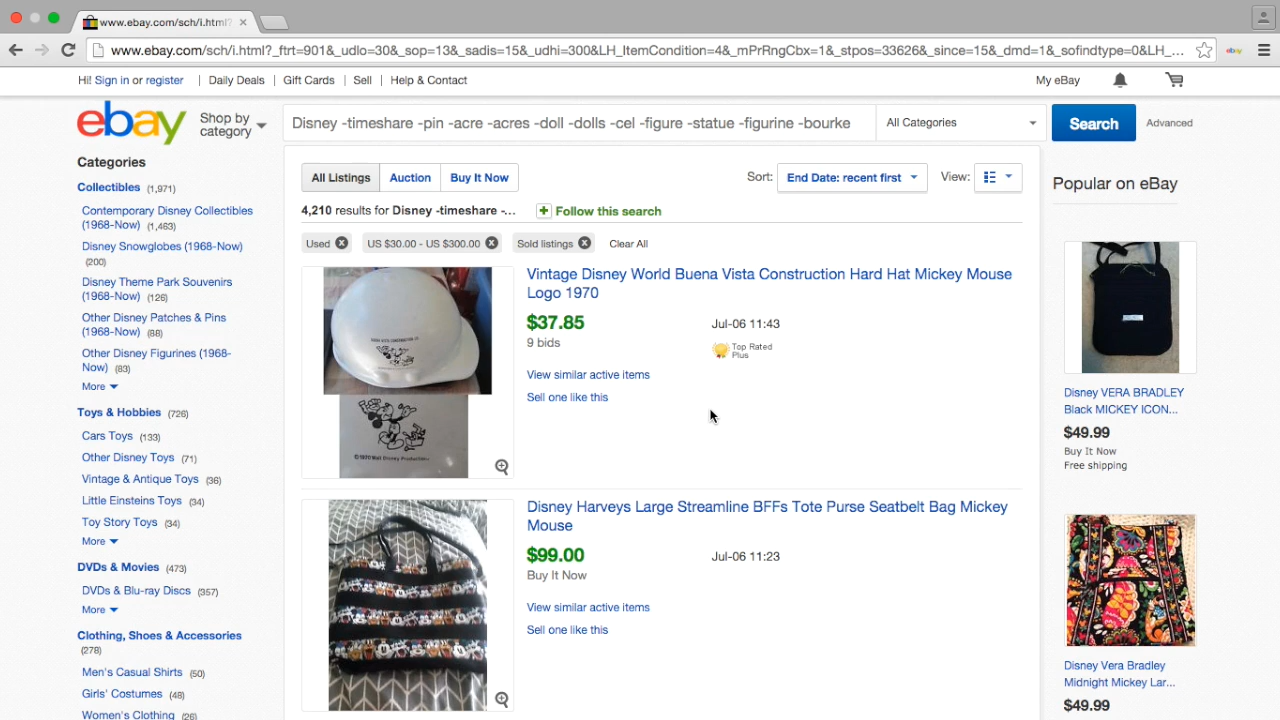 www.ebay.com/sch/i.html?
www.ebay.com/sch/i.html?_ftrt=901&_udlo=30&_sop=13&_sadis=15&_udhi=300&LH_ItemCondition=4&_mPrRngCbx=1&_stpos=33626&_since=15&_dmd=1&_sofindtype=0&LH_...
ebay
Hi! Sign in or register | Daily Deals | Gift Cards | Sell | Help & Contact
My eBay
ebay
Shop by
category
Disney -timeshare -pin -acre -acres -doll -dolls -cel -figure -statue -figurine -bourke
All Categories
Search
Advanced
Categories
Collectibles (1,971)
Contemporary Disney Collectibles
(1968-Now) (1,463)
Disney Snowglobes (1968-Now)
(200)
Disney Theme Park Souvenirs
(1968-Now) (126)
Other Disney Patches & Pins
(1968-Now) (88)
Other Disney Figurines (1968-
Now) (83)
More
Toys & Hobbies (726)
Cars Toys (133)
Other Disney Toys (71)
Vintage & Antique Toys (36)
Little Einsteins Toys (34)
Toy Story Toys (34)
More
DVDs & Movies (473)
DVDs & Blu-ray Discs (357)
More
Clothing, Shoes & Accessories
(278)
Men's Casual Shirts (50)
Girls' Costumes (48)
Women's Clothing (26)
All Listings
Auction
Buy It Now
Sort: End Date: recent first
View:
4,210 results for Disney -timeshare -...
Follow this search
Used
US $30.00 - US $300.00
Sold listings
Clear All
Vintage Disney World Buena Vista Construction Hard Hat Mickey Mouse
Logo 1970
$37.85
9 bids
Jul-06 11:43
Top Rated
Plus
View similar active items
Sell one like this
©1970 Walt Disney Productions
Disney Harveys Large Streamline BFFs Tote Purse Seatbelt Bag Mickey
Mouse
$99.00
Buy It Now
Jul-06 11:23
View similar active items
Sell one like this
Popular on eBay
Disney VERA BRADLEY
Black MICKEY ICON...
$49.99
Buy It Now
Free shipping
Disney Vera Bradley
Midnight Mickey Lar...
$49.99